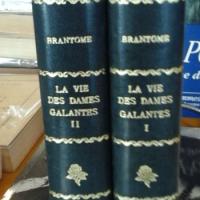 BRANTOME
LA VIE
DES DAMES
GALANTES
II
BRANTOME
LA VIE
DES DAMES
GALANTES
I